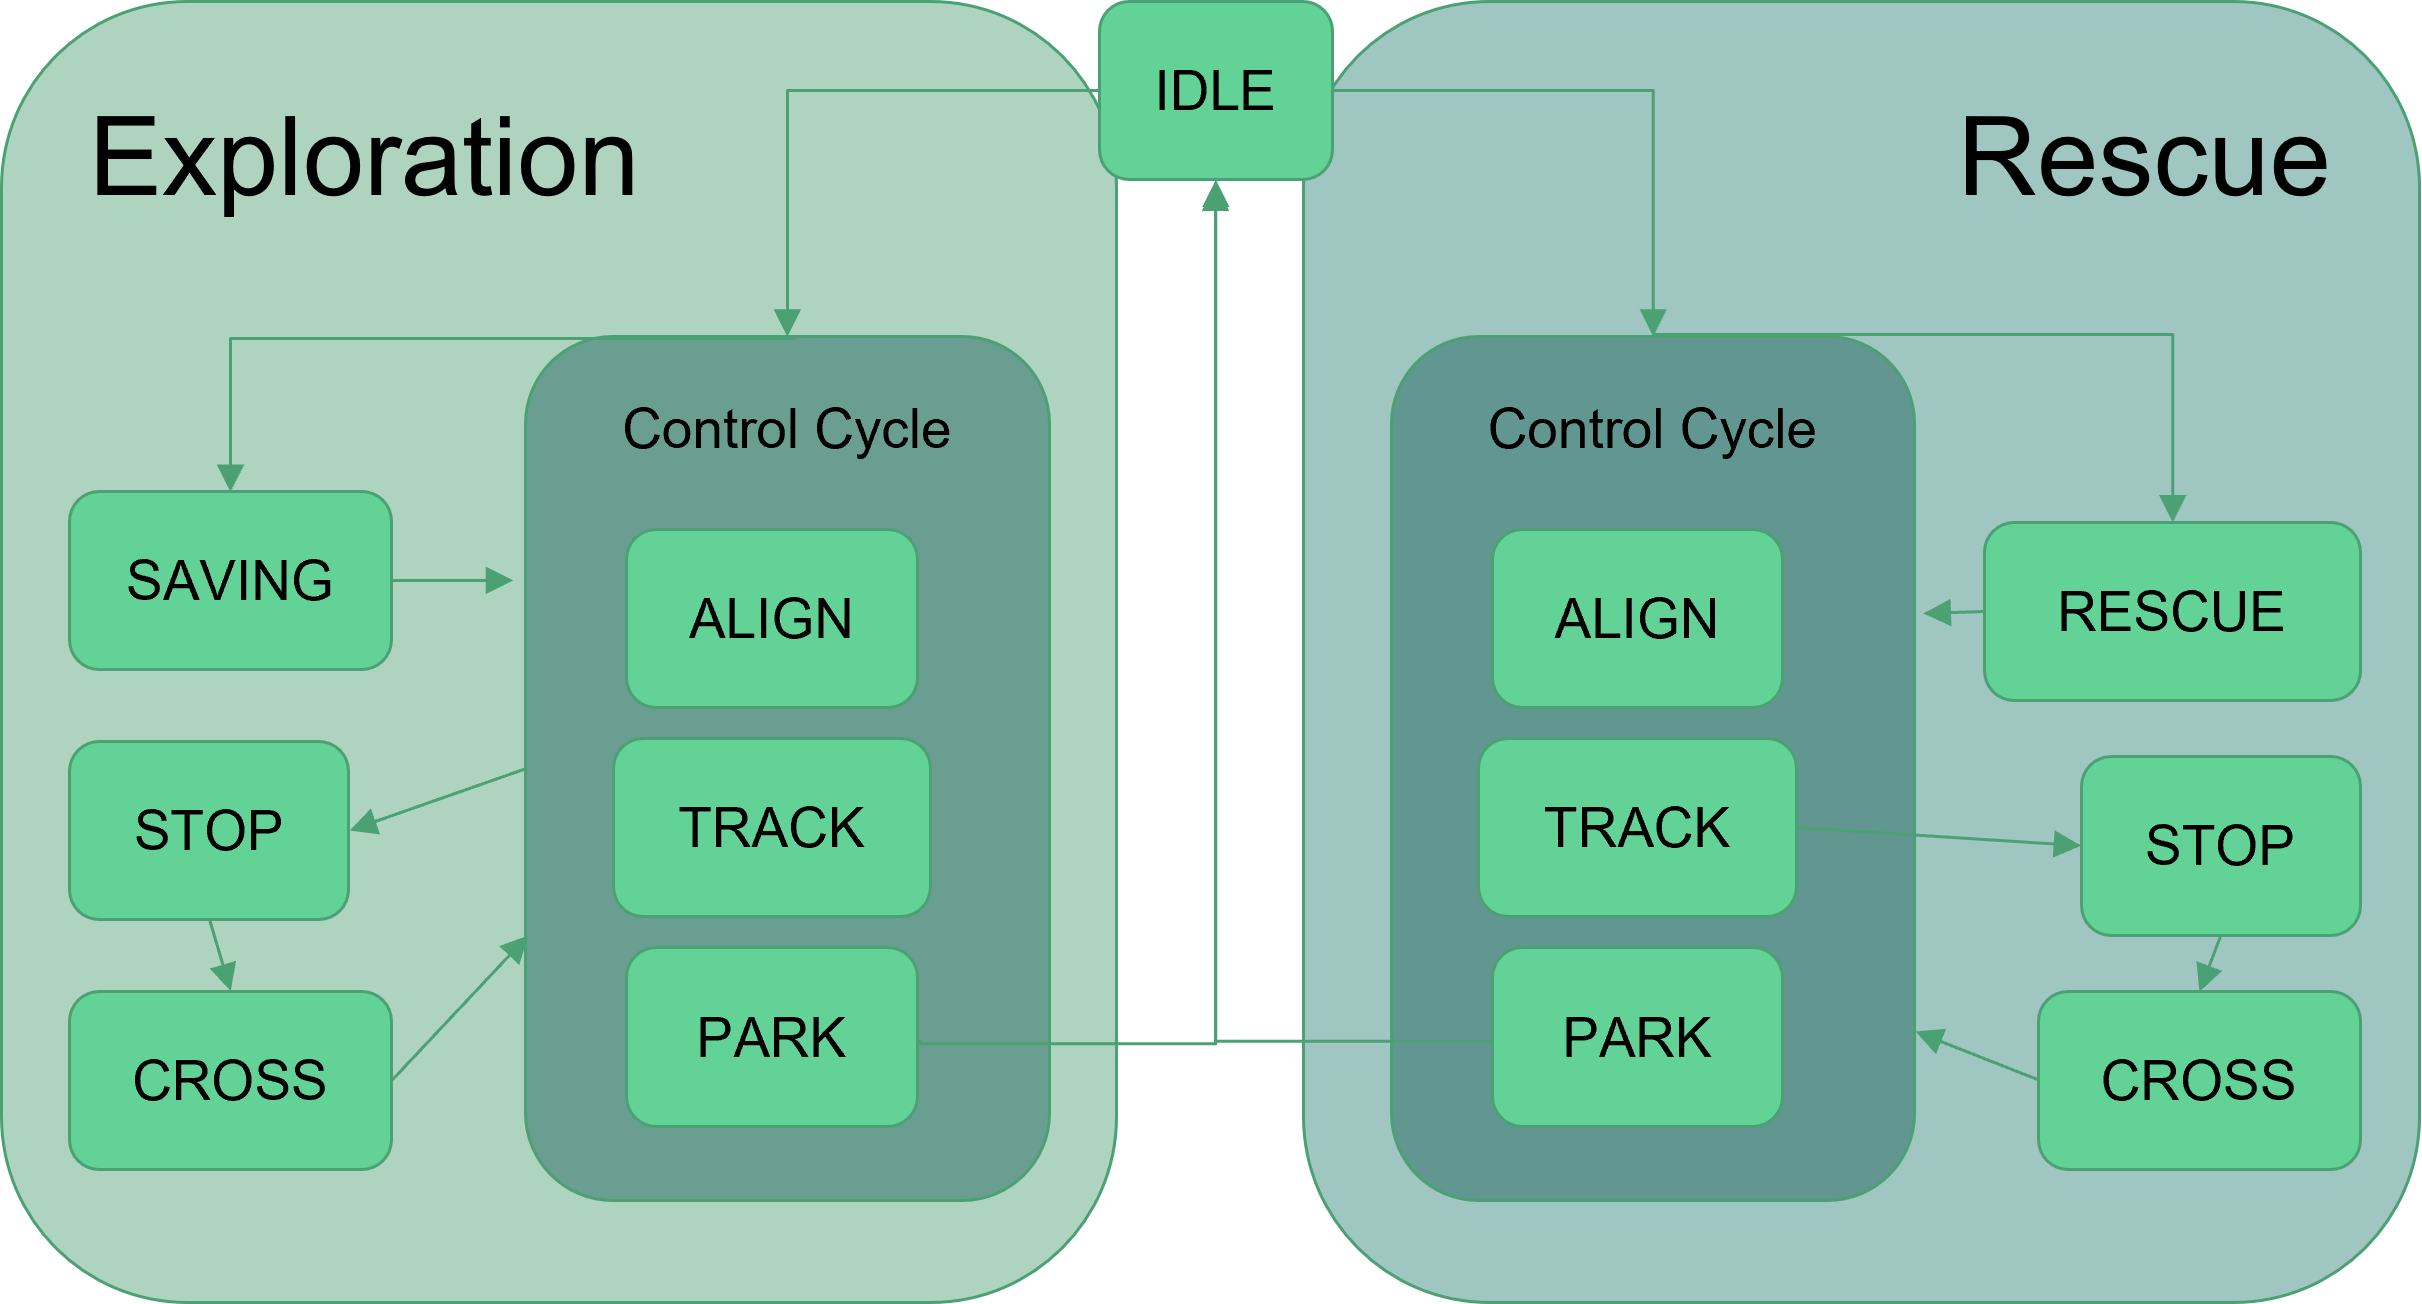 IDLE
Exploration
Control Cycle
SAVING
ALIGN
STOP
TRACK
CROSS
PARK
Rescue
Control Cycle
ALIGN
RESCUE
TRACK
STOP
PARK
CROSS